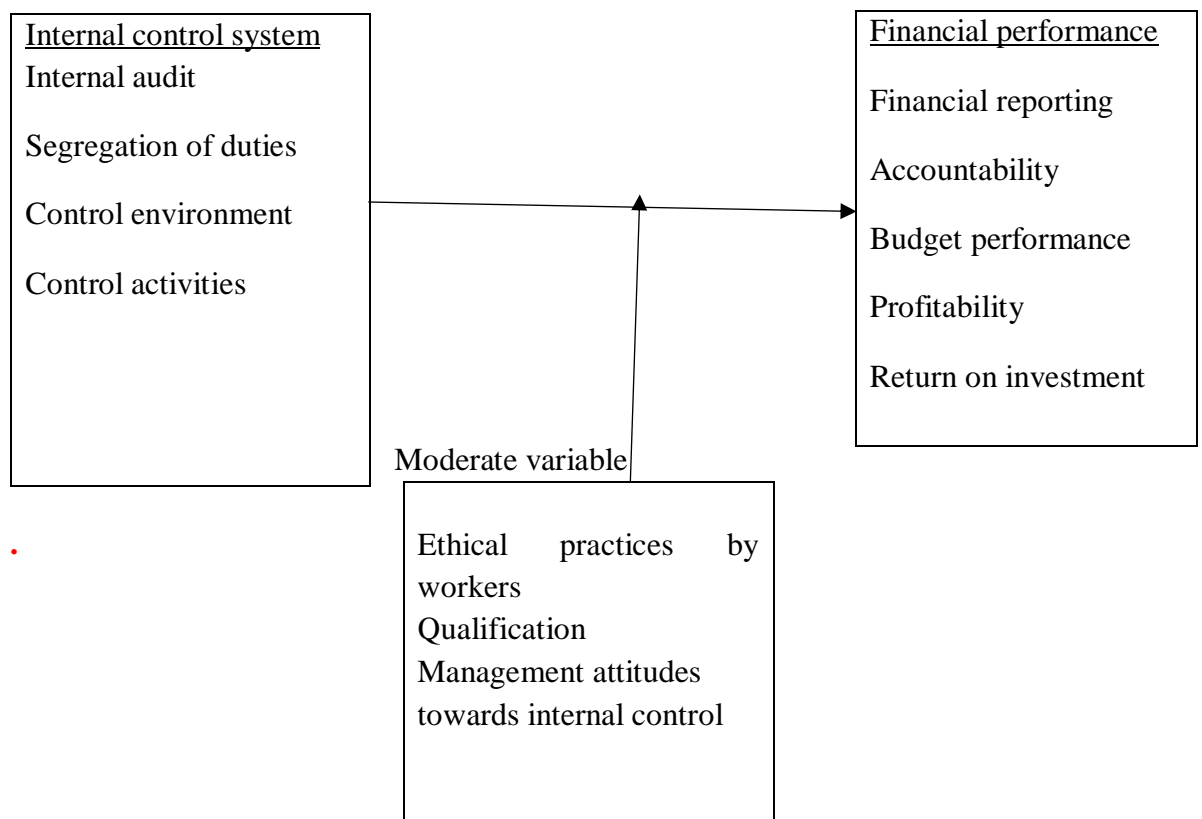 Internal control system
Internal audit
Segregation of duties
Control environment
Control activities
Financial performance
Financial reporting
Accountability
Budget performance
Profitability
Return on investment
Moderate variable
Ethical practices by
workers
Qualification
Management attitudes
towards internal control
.